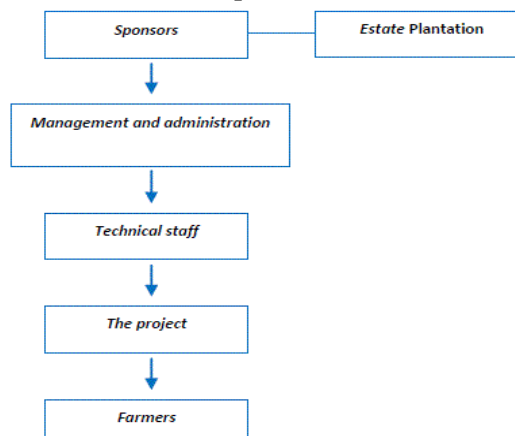 Sponsors
Estate Plantation
Management and administration
Technical staff
The project
Farmers